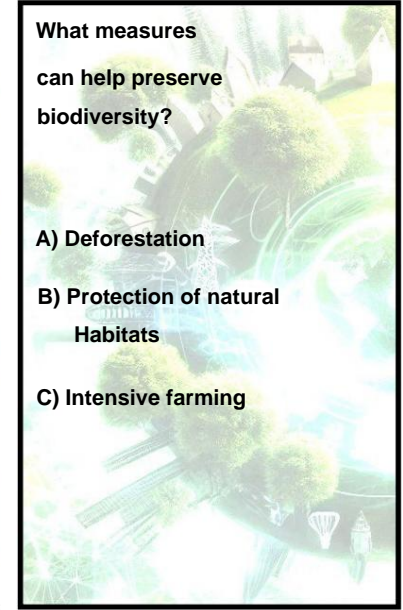 What measures
can help preserve
biodiversity?
A) Deforestation
B) Protection of natural
Habitats
C) Intensive farming